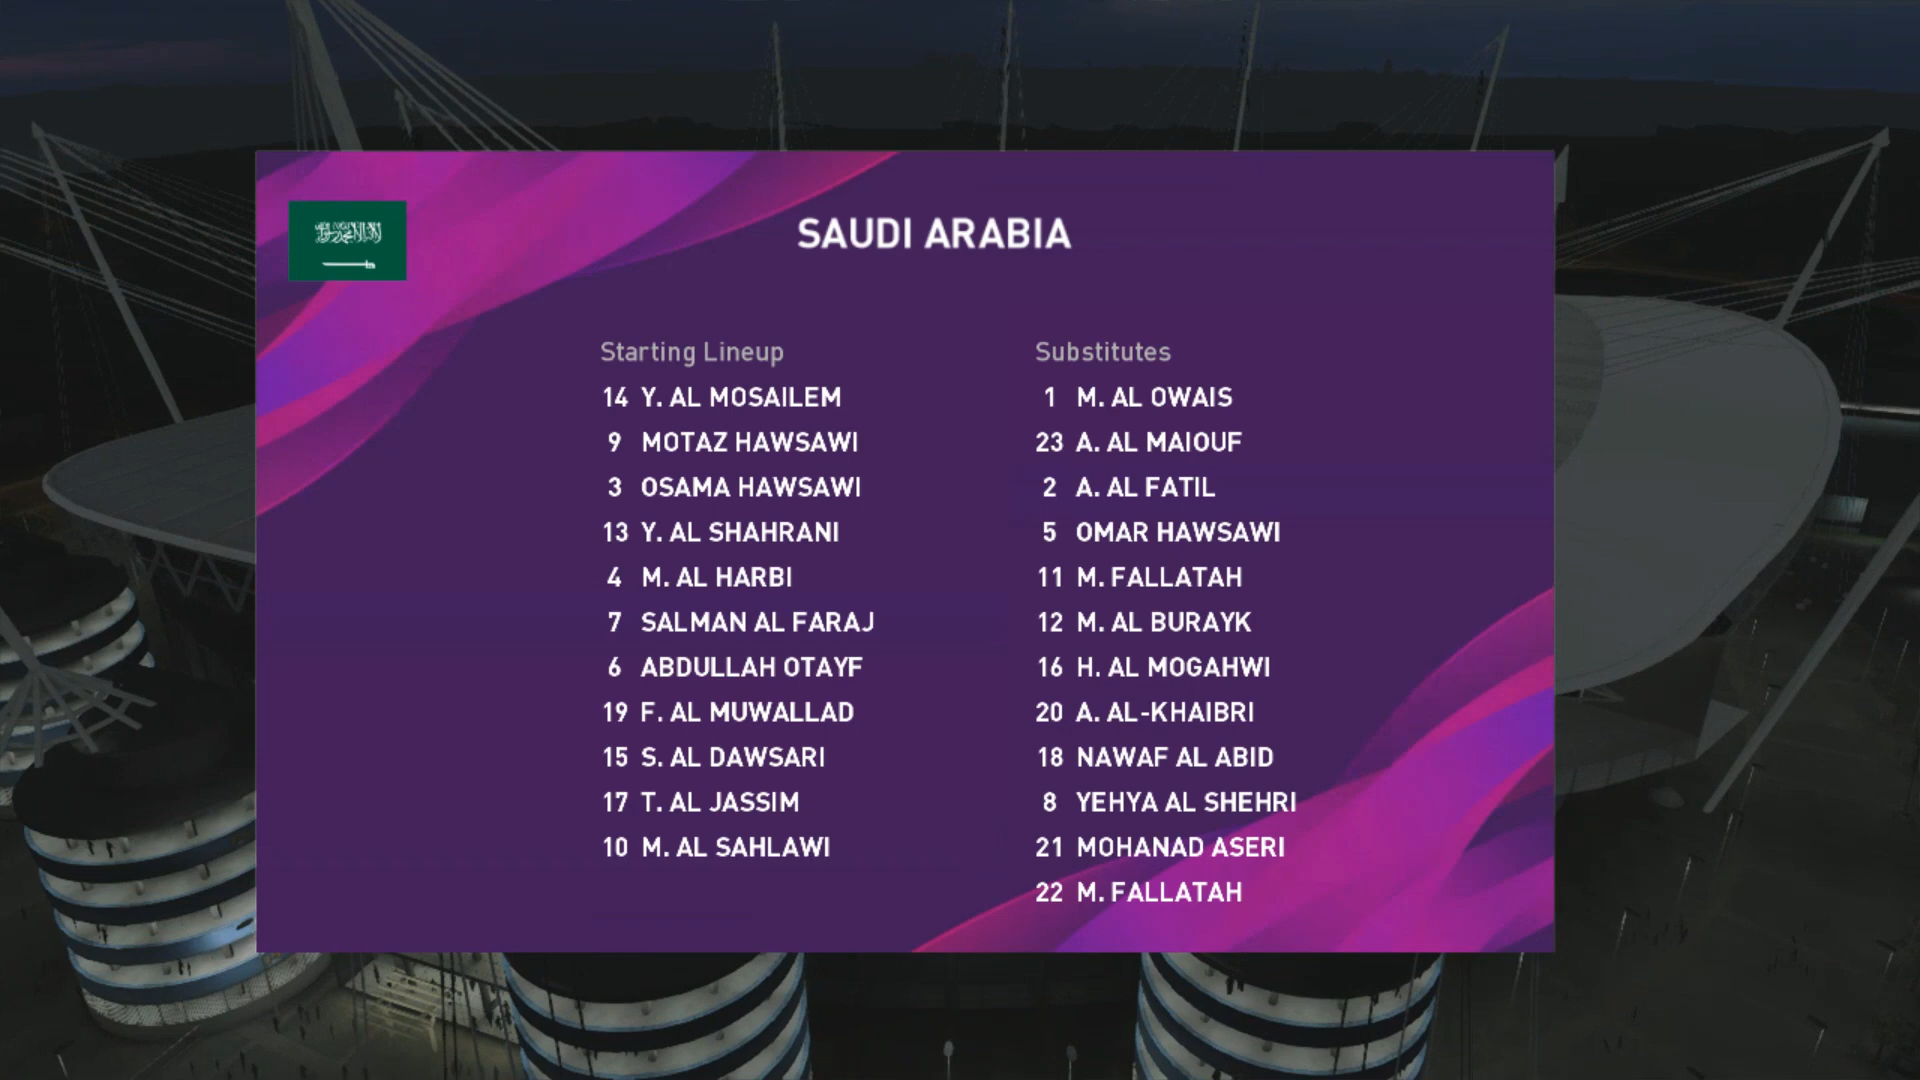 SAUDI ARABIA
Starting Lineup
14 Y. AL MOSAILEM
9 MOTAZ HAWSAWI
3 OSAMA HAWSAWI
13 Y. AL SHAHRANI
4 M. AL HARBI
7 SALMAN AL FARAJ
6 ABDULLAH OTAYF
19 F. AL MUWALLAD
15 S. AL DAWSARI
17 T. AL JASSIM
10 M. AL SAHLAWI
Substitutes
1 M. AL OWAIS
23 A. AL MAIOUF
2 A. AL FATIL
5 OMAR HAWSAWI
11 M. FALLATAH
12 M. AL BURAYK
16 H. AL MOGAHWI
20 A. AL-KHAIBRI
18 NAWAF AL ABID
8 YEHYA AL SHEHRI
21 MOHANAD ASERI
22 M. FALLATAH